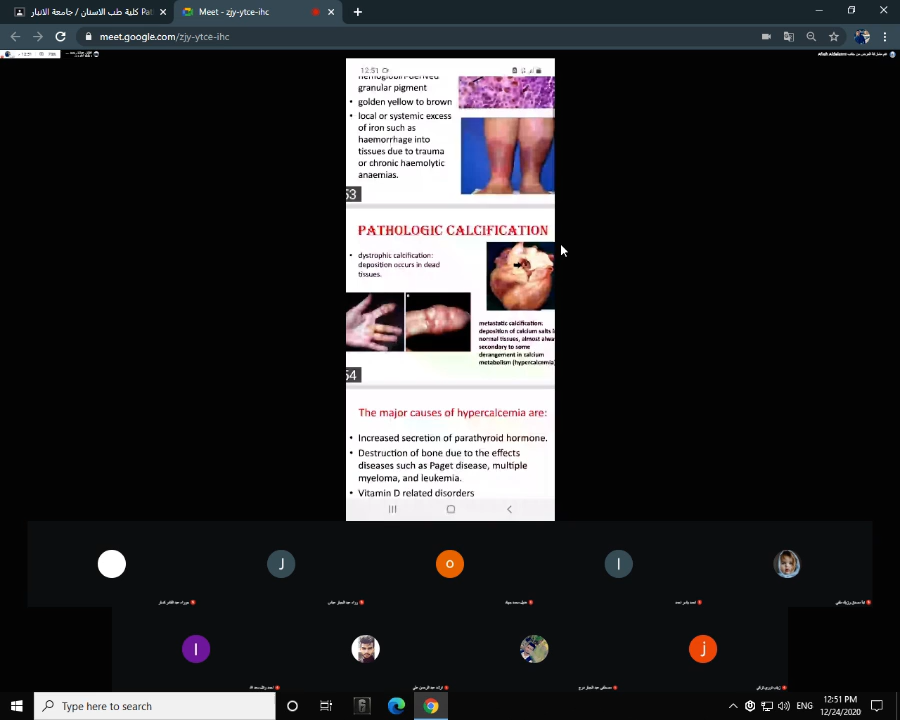 كلية طب الاسنان / جامعة الانبار Pat
Meet - zjy-ytce-ihc
meet.google.com/zjy-ytce-ihc
12:51
hemoglobin-derived
granular pigment
• golden yellow to brown
• local or systemic excess
of iron such as
haemorrhage into
tissues due to trauma
or chronic haemolytic
anaemias.
53
PATHOLOGIC CALCIFICATION
• dystrophic calcification:
deposition occurs in dead
tissues.
metastatic calcification:
deposition of calcium salts
normal tissues, almost
secondary to some
derangement in calcium
metabolism (hypercalcemia)
54
The major causes of hypercalcemia are:
• Increased secretion of parathyroid hormone.
• Destruction of bone due to the effects
diseases such as Paget disease, multiple
myeloma, and leukemia.
• Vitamin D related disorders
J
o
I
I
j
Type here to search
ENG
12:51 PM
12/24/2020